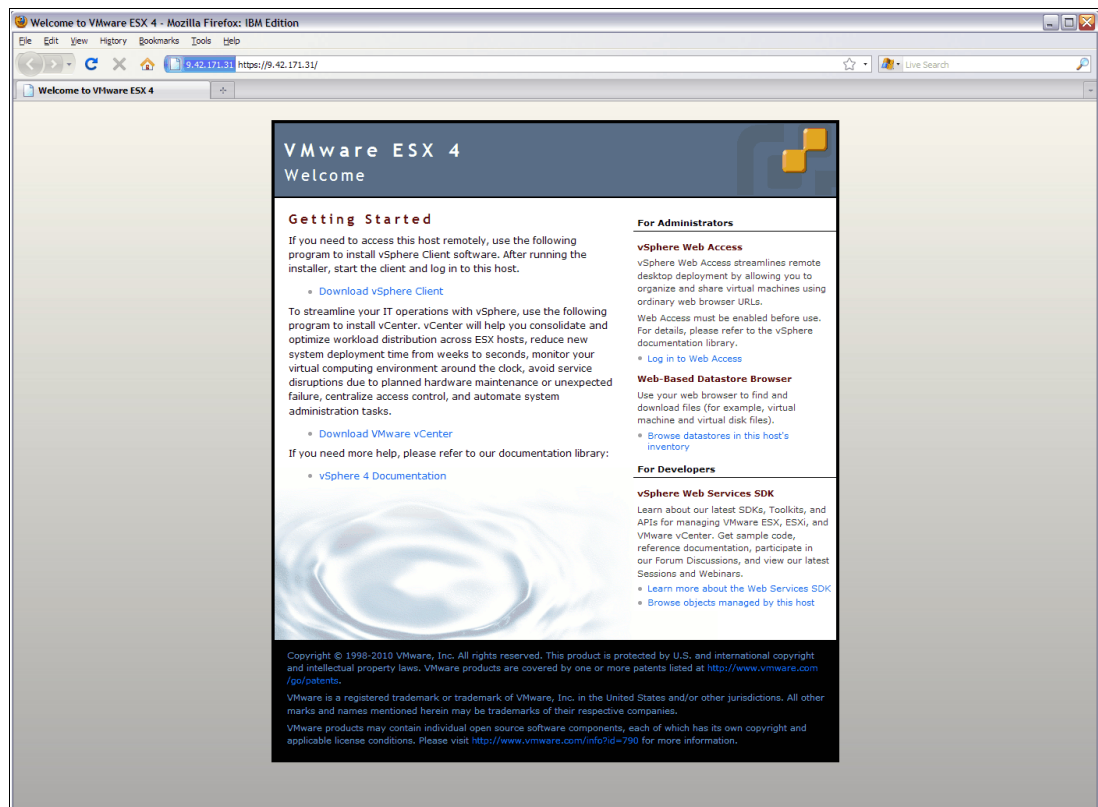 Welcome to VMware ESX 4 - Mozilla Firefox: IBM Edition
File Edit View History Bookmarks Tools Help
9.42.171.31 https://9.42.171.31/
Live Search
Welcome to VMware ESX 4
VMware ESX 4
Welcome
Getting Started
If you need to access this host remotely, use the following
program to install vSphere Client software. After running the
installer, start the client and log in to this host.
Download vSphere Client
To streamline your IT operations with vSphere, use the following
program to install vCenter. vCenter will help you consolidate and
optimize workload distribution across ESX hosts, reduce new
system deployment time from weeks to seconds, monitor your
virtual computing environment around the clock, avoid service
disruptions due to planned hardware maintenance or unexpected
failure, centralize access control, and automate system
administration tasks.
Download VMware vCenter
If you need more help, please refer to our documentation library:
vSphere 4 Documentation
For Administrators
vSphere Web Access
vSphere Web Access streamlines remote
desktop deployment by allowing you to
organize and share virtual machines using
ordinary web browser URLs.
Web Access must be enabled before use.
For details, please refer to the vSphere
documentation library.
Log in to Web Access
Web-Based Datastore Browser
Use your web browser to find and
download files (for example, virtual
machine and virtual disk files).
Browse datastores in this host's
inventory
For Developers
vSphere Web Services SDK
Learn about our latest SDKs, Toolkits, and
APIs for managing VMware ESX, ESXi, and
VMware vCenter. Get sample code,
reference documentation, participate in
our Forum Discussions, and view our latest
Sessions and Webinars.
Learn more about the Web Services SDK
Browse objects managed by this host
Copyright © 1998-2010 VMware, Inc. All rights reserved. This product is protected by U.S. and international copyright
and intellectual property laws. VMware products are covered by one or more patents listed at http://www.vmware.com
/go/patents.
VMware is a registered trademark or trademark of VMware, Inc. in the United States and/or other jurisdictions. All other
marks and names mentioned herein may be trademarks of their respective companies.
VMware products may contain individual open source software components, each of which has its own copyright and
applicable license conditions. Please visit http://www.vmware.com/info?id=790 for more information.